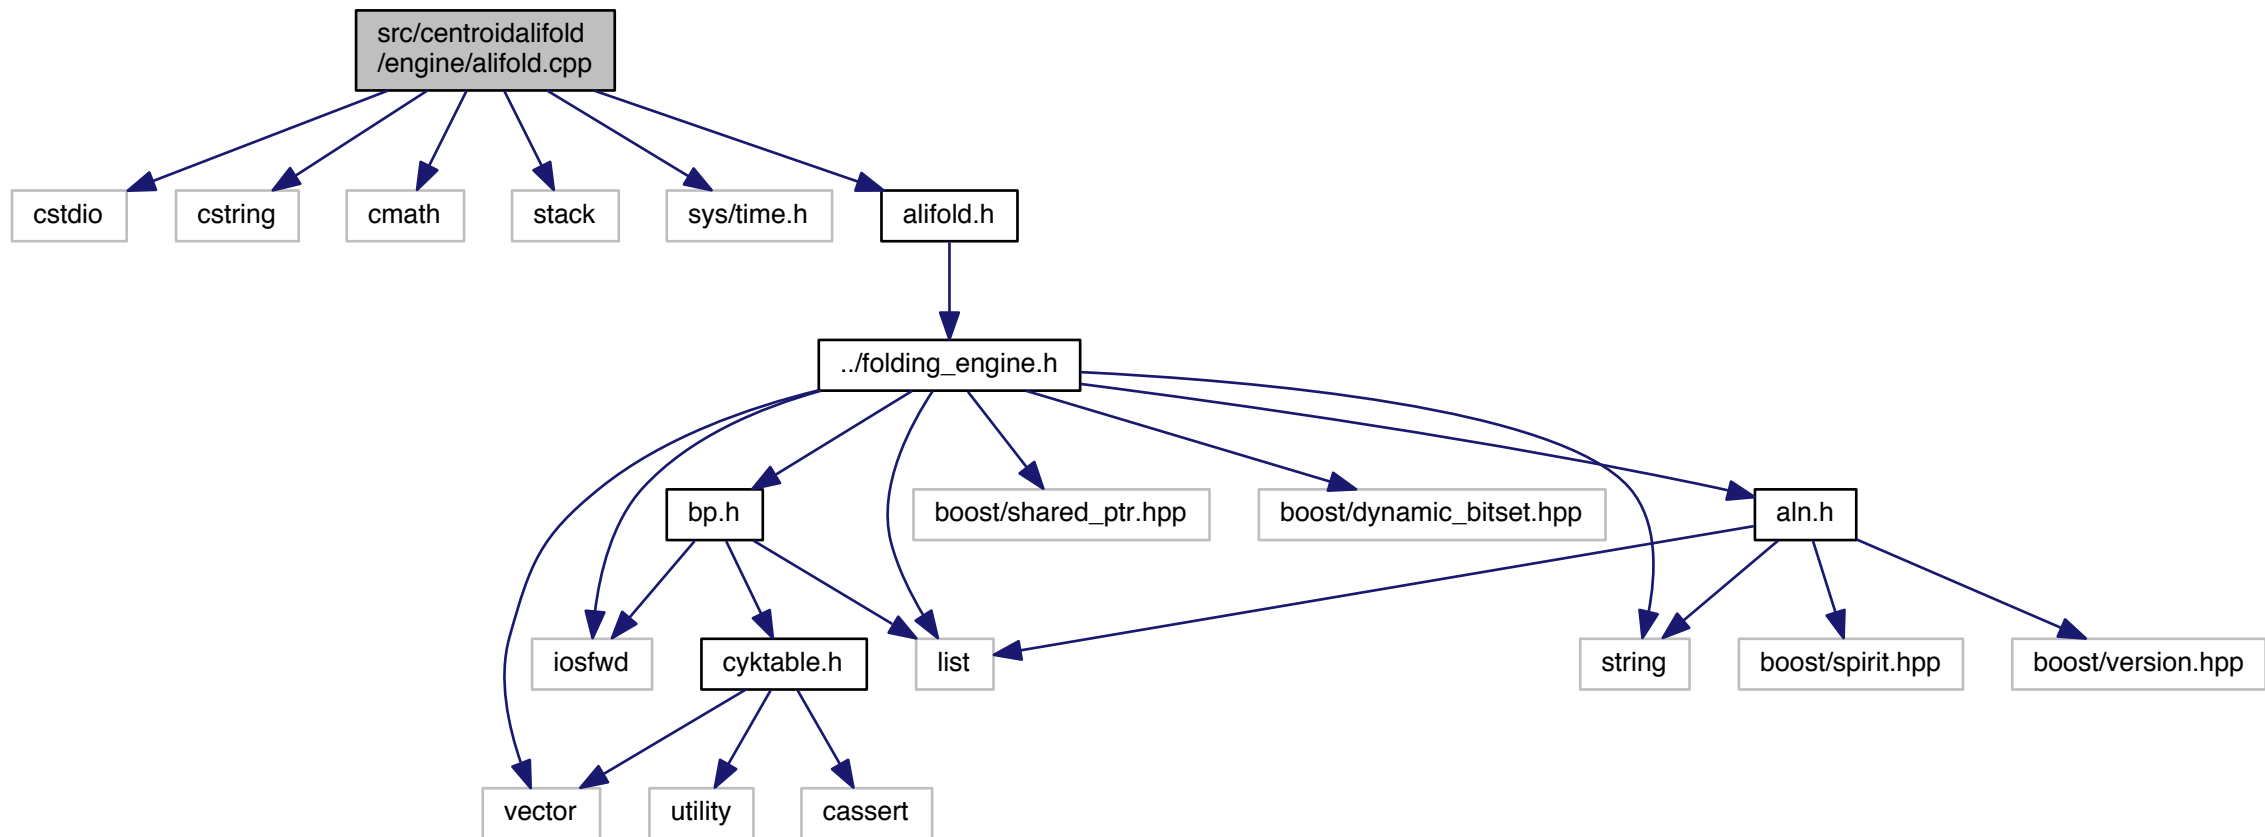 src/centroidalifold
/engine/alifold.cpp
cstdio
cstring
cmath
stack
sys/time.h
alifold.h
../folding_engine.h
bp.h
boost/shared_ptr.hpp
boost/dynamic_bitset.hpp
aln.h
iosfwd
cyktable.h
list
string
boost/spirit.hpp
boost/version.hpp
vector
utility
cassert